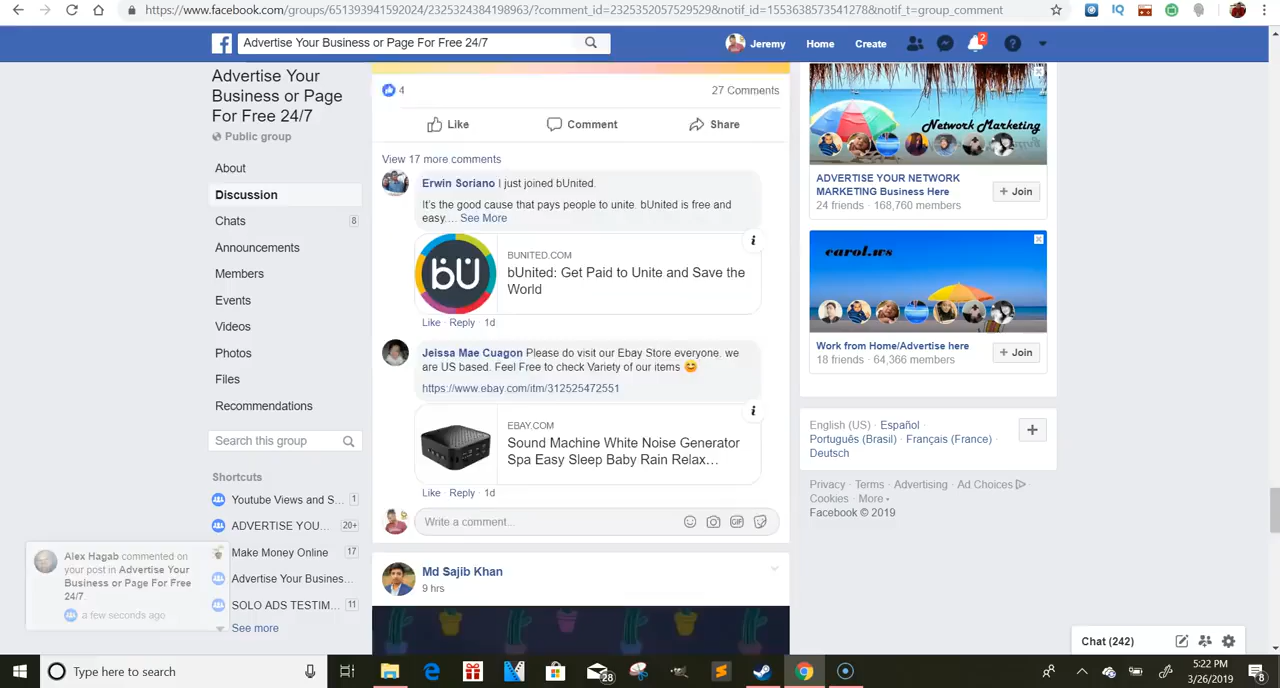 https://www.facebook.com/groups/651393941592024/2325324384198963/?comment_id=2325352057529529&notif_id=1553638573541278&notif_t=group_comment
Advertise Your Business or Page For Free 24/7
Jeremy
Home
Create
2
Advertise Your
Business or Page
For Free 24/7
Public group
About
Discussion
Chats
8
Announcements
Members
Events
Videos
Photos
Files
Recommendations
Search this group
Shortcuts
Youtube Views and S...
1
ADVERTISE YOU...
20+
Make Money Online
17
Advertise Your Busines...
SOLO ADS TESTIM...
11
See more
Alex Hagab commented on
your post in Advertise Your
Business or Page For Free
24/7.
a few seconds ago
4
27 Comments
Like
Comment
Share
View 17 more comments
Erwin Soriano I just joined bUnited.
It's the good cause that pays people to unite. bUnited is free and
easy.... See More
bU
BUNITED.COM
bUnited: Get Paid to Unite and Save the
World
Like · Reply · 1d
Jeissa Mae Cuagon Please do visit our Ebay Store everyone. we
are US based. Feel Free to check Variety of our items
https://www.ebay.com/itm/312525472551
EBAY.COM
Sound Machine White Noise Generator
Spa Easy Sleep Baby Rain Relax...
Like · Reply · 1d
Write a comment...
GIF
Md Sajib Khan
9 hrs
Network Marketing
ADVERTISE YOUR NETWORK
MARKETING Business Here
24 friends · 168,760 members
+ Join
carol.ws
Work from Home/Advertise here
18 friends · 64,366 members
+ Join
English (US) · Español ·
Português (Brasil) · Français (France) ·
Deutsch
Privacy · Terms · Advertising · Ad Choices
Cookies · More
Facebook © 2019
Chat (242)
Type here to search
28
5:22 PM
3/26/2019
8